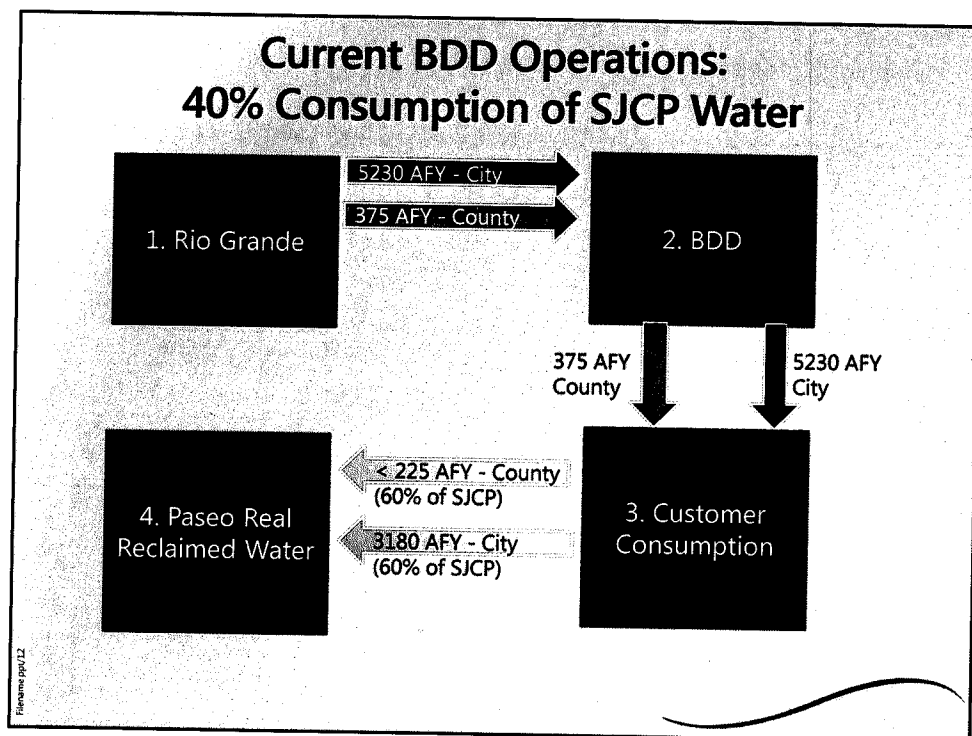 Current BDD Operations:
40% Consumption of SJCP Water
1. Rio Grande
5230 AFY - City
375 AFY - County
2. BDD
375 AFY
County
5230 AFY
City
3. Customer
Consumption
< 225 AFY - County
(60% of SJCP)
3180 AFY - City
(60% of SJCP)
4. Paseo Real
Reclaimed Water
Filename ppt/12